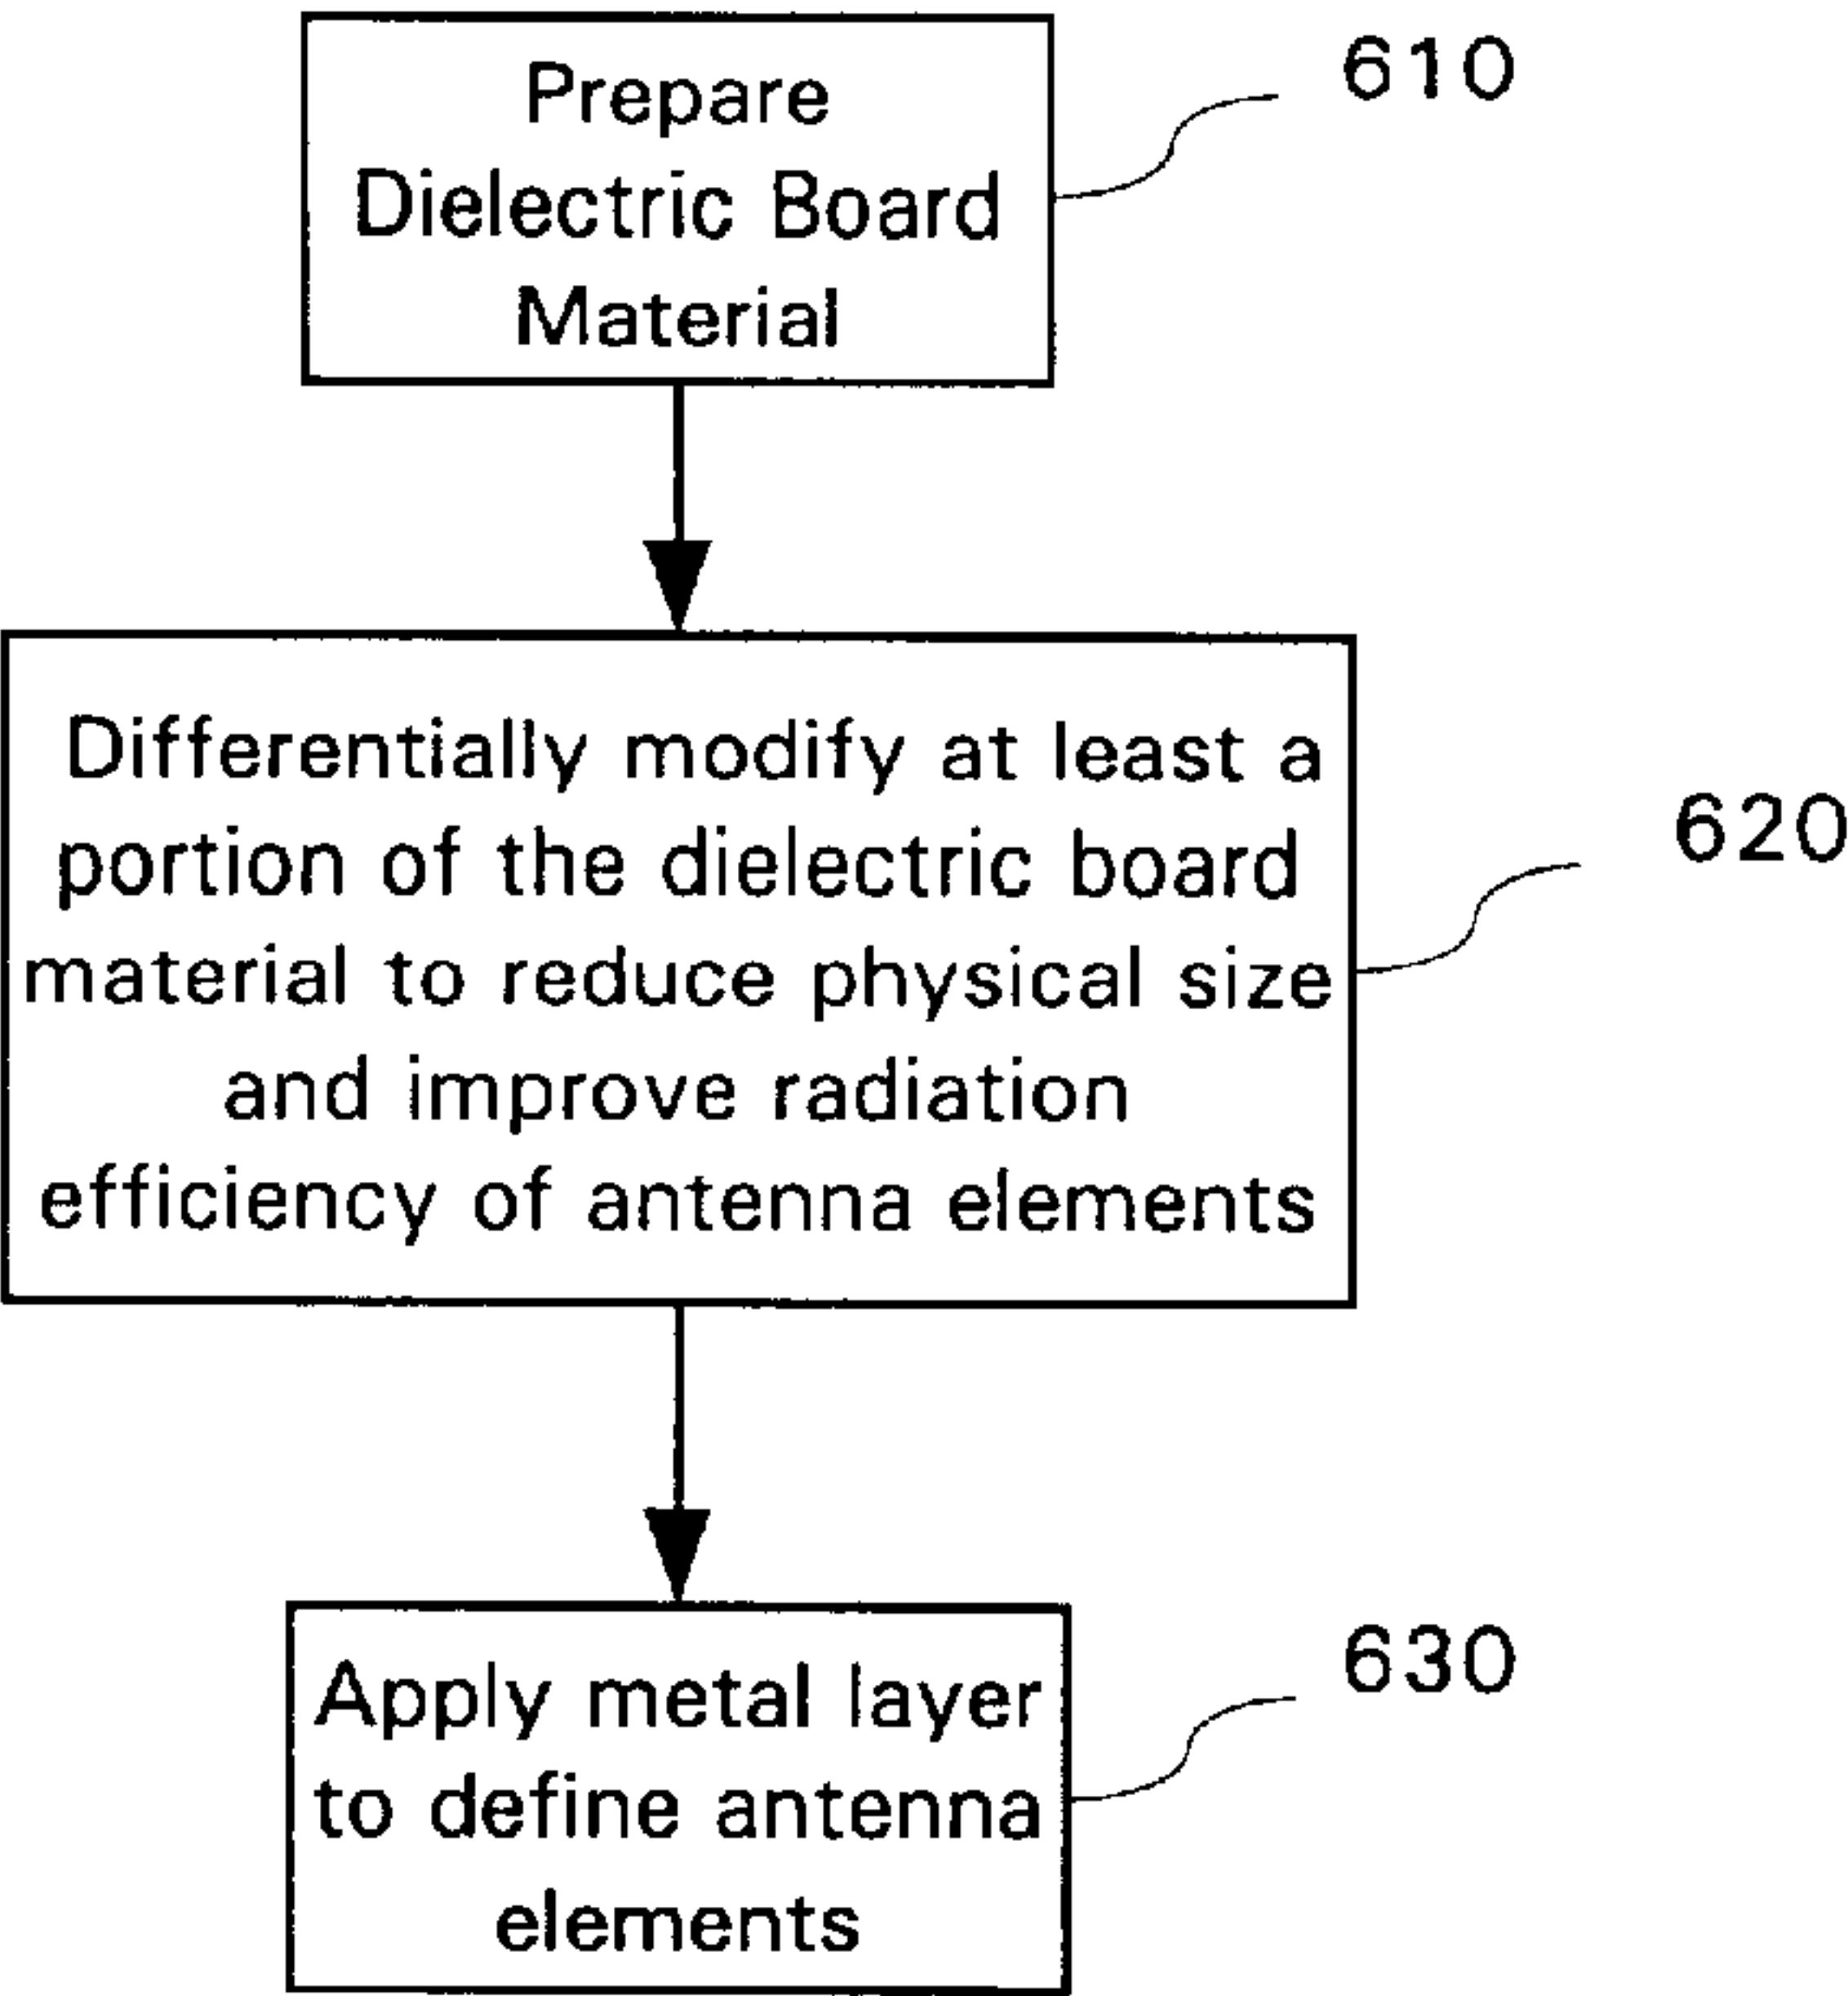 Prepare
Dielectric Board
Material
610
Differentially modify at least a
portion of the dielectric board
material to reduce physical size
and improve radiation
efficiency of antenna elements
620
Apply metal layer
to define antenna
elements
630